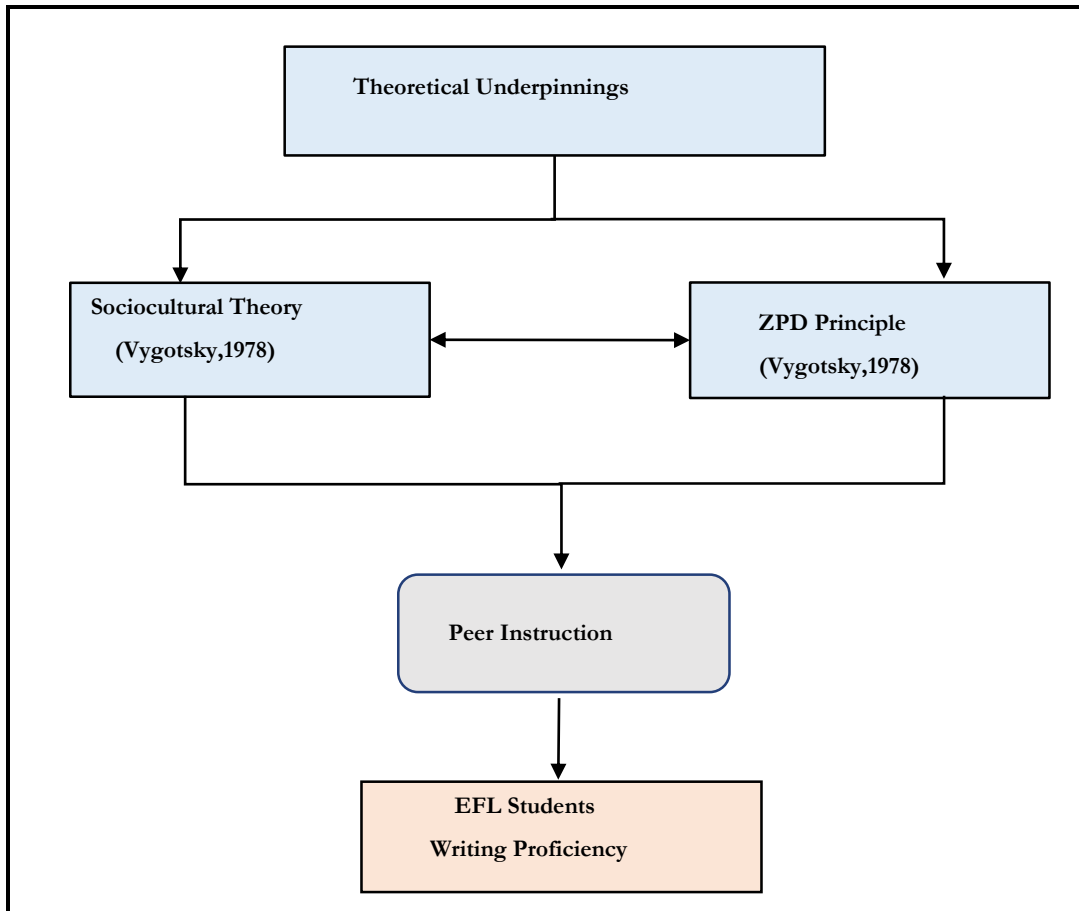 Theoretical Underpinnings
Sociocultural Theory
(Vygotsky,1978)
ZPD Principle
(Vygotsky,1978)
Peer Instruction
EFL Students
Writing Proficiency